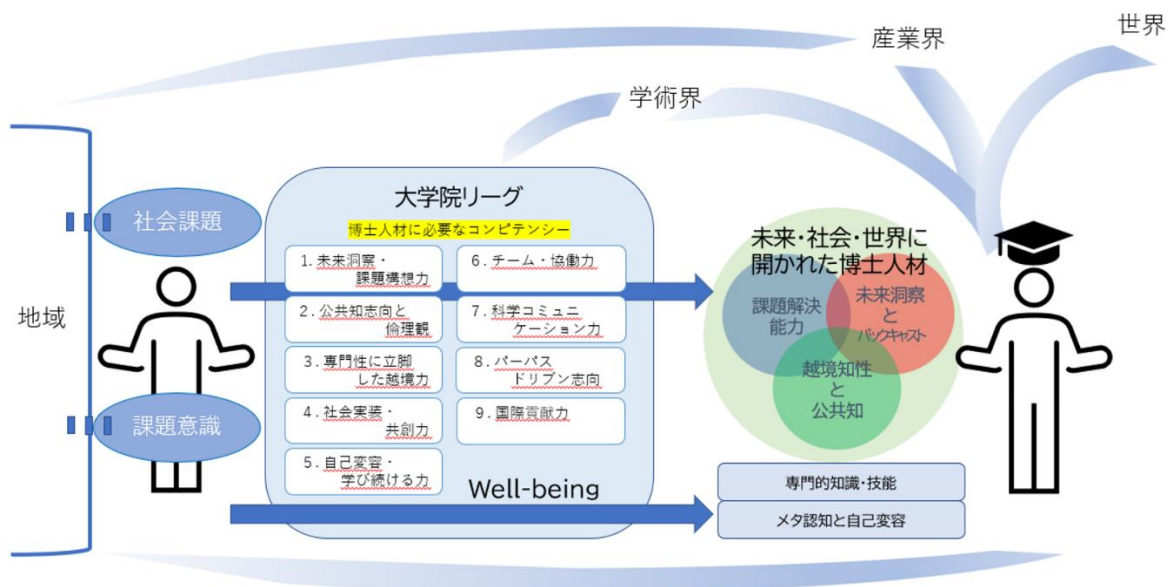 世界
産業界
学術界
大学院リーグ
博士人材に必要なコンピテンシー
社会課題
地域
課題意識
1. 未来洞察・
課題構想力
2. 公共知志向と
倫理観
3. 専門性に立脚
した越境力
4. 社会実装・
共創力
5. 自己変容・
学び続ける力
6. チーム・協働力
7. 科学コミュニ
ケーション力
8. パーパス
ドリブン志向
9. 国際貢献力
Well-being
未来・社会・世界に
開かれた博士人材
課題解決
能力
未来洞察
と
バックキャスト
越境知性
と
公共知
専門的知識・技能
メタ認知と自己変容